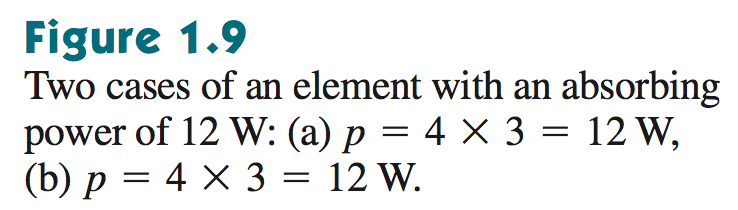 Figure 1.9
Two cases of an element with an absorbing
power of 12 W: (a) p = 4 × 3 = 12 W,
(b) p = 4 × 3 = 12 W.